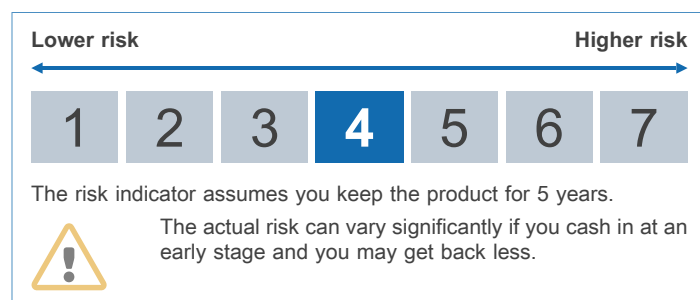 Lower risk Higher risk
1 2 3 4 5 6 7
The risk indicator assumes you keep the product for 5 years.
The actual risk can vary significantly if you cash in at an
early stage and you may get back less.